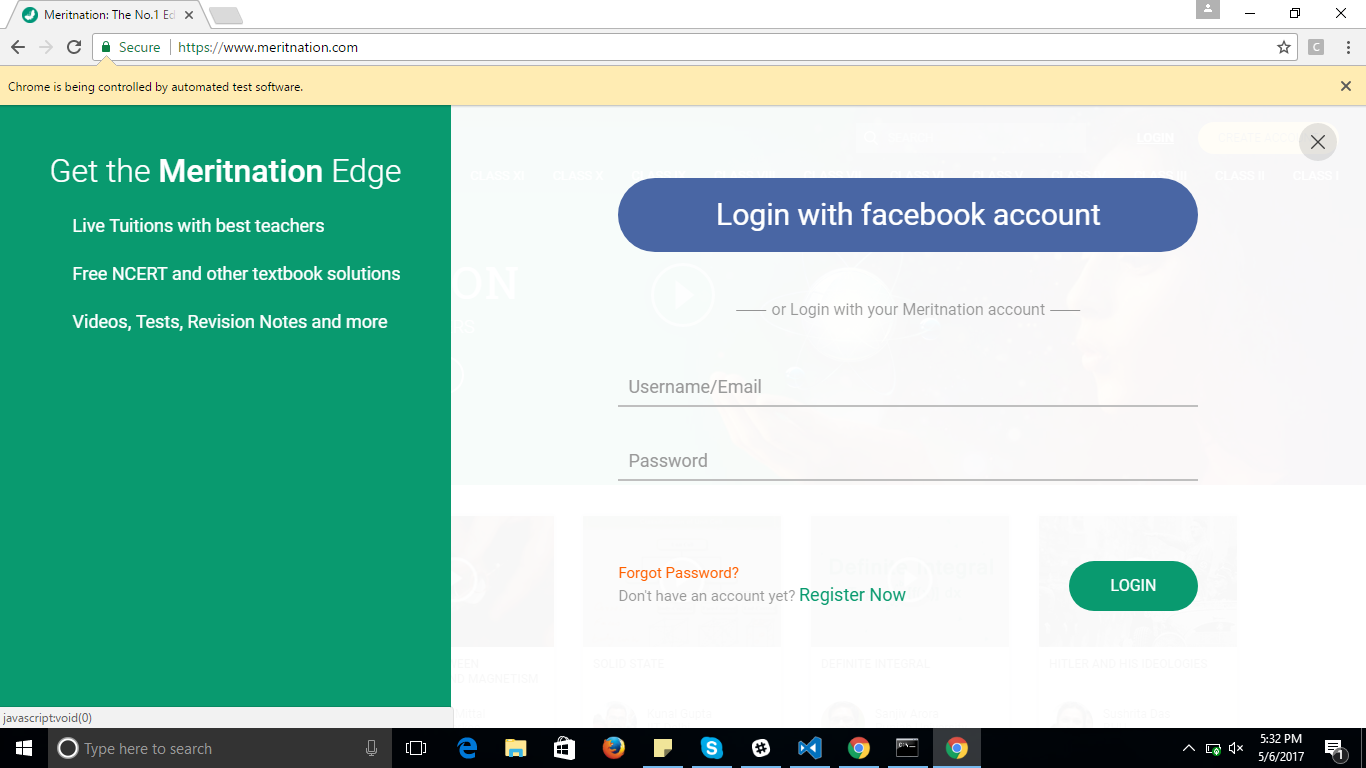 Meritnation: The No.1 Ed
Secure
https://www.meritnation.com
C
Chrome is being controlled by automated test software.
LOGIN
CLASS XI
CLASS X
CLASS II
CLASS I
Get the Meritnation Edge
Live Tuitions with best teachers
Free NCERT and other textbook solutions
Videos, Tests, Revision Notes and more
Login with facebook account
or Login with your Meritnation account
Username/Email
Password
Forgot Password?
Don't have an account yet? Register Now
LOGIN
SOLID STATE
DEFINITE INTEGRAL
HITLER AND HIS IDEOLOGIES
javascript:void(0)
Type here to search
5:32 PM
5/6/2017
1